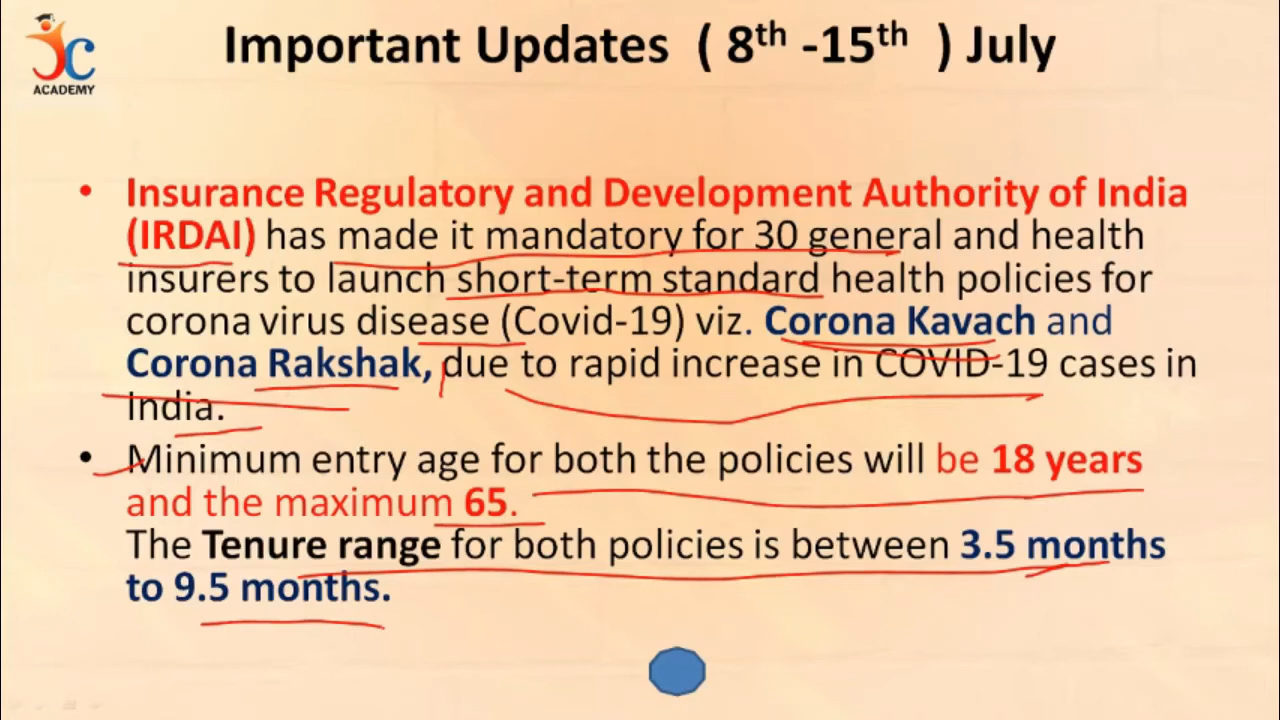 JC
ACADEMY
Important Updates ( 8th -15th ) July
• Insurance Regulatory and Development Authority of India
(IRDAI) has made it mandatory for 30 general and health
insurers to launch short-term standard health policies for
corona virus disease (Covid-19) viz. Corona Kavach and
Corona Rakshak, due to rapid increase in COVID-19 cases in
India.
• Minimum entry age for both the policies will be 18 years
and the maximum 65.
The Tenure range for both policies is between 3.5 months
to 9.5 months.